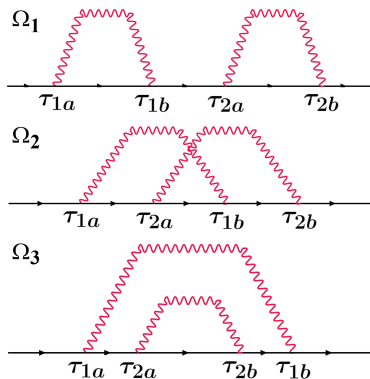 Ω₁
τ₁ₐ τ₁b τ₂ₐ τ₂b
Ω₂
τ₁ₐ τ₂ₐ τ₁b τ₂b
Ω₃
τ₁ₐ τ₂ₐ τ₂b τ₁b